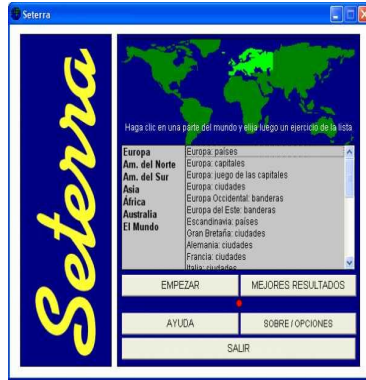 Seterra
Seterra
Haga clic en una parte del mundo y elija luego un ejercicio de la lista
Europa
Am. del Norte
Am. del Sur
Asia
África
Australia
El Mundo
Europa: países
Europa: capitales
Europa: juego de las capitales
Europa: ciudades
Europa Occidental: banderas
Europa del Este: banderas
Escandinavia: países
Gran Bretaña: ciudades
Alemania: ciudades
Francia: ciudades
Italia: ciudades
EMPEZAR
MEJORES RESULTADOS
AYUDA
SOBRE / OPCIONES
SALIR